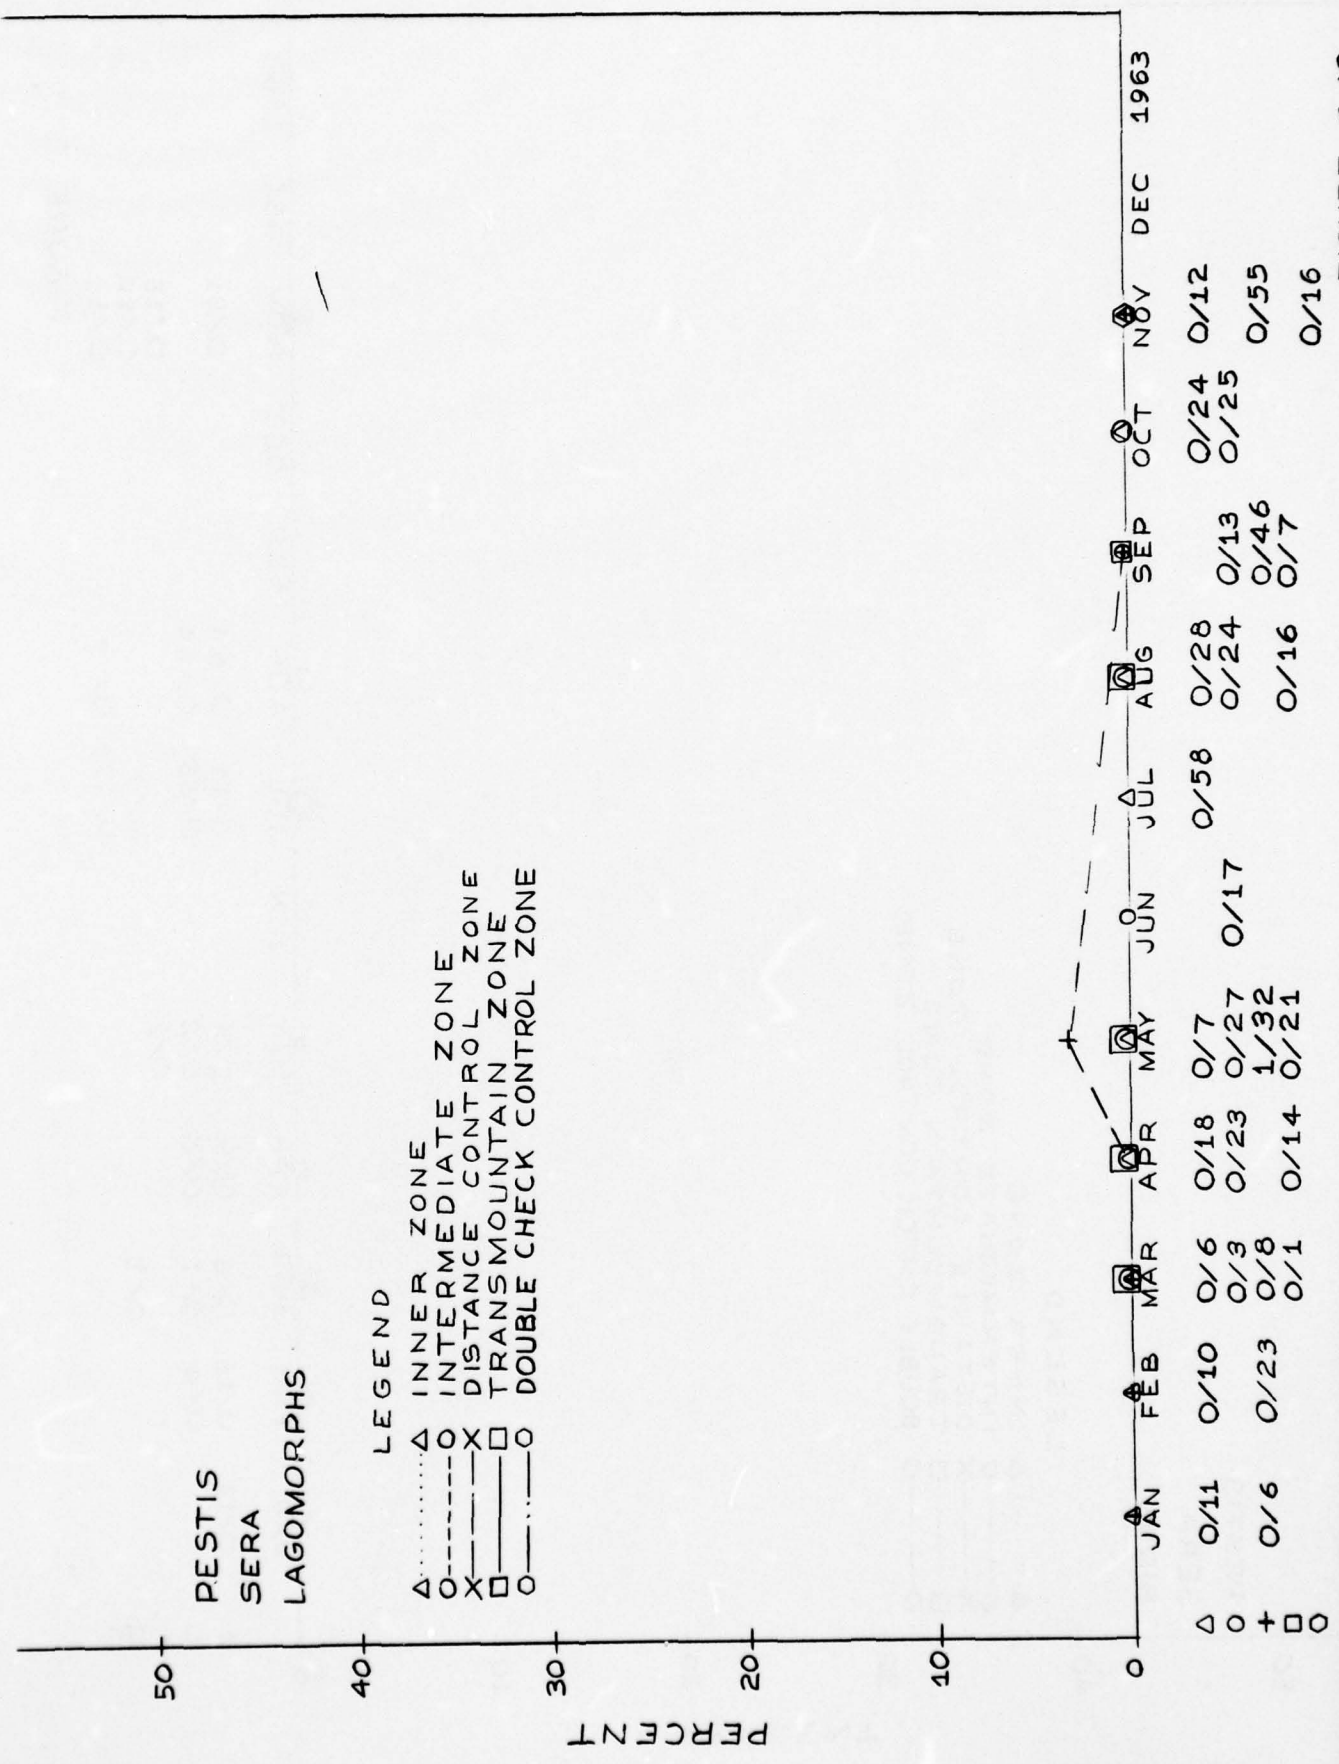 PESTIS
SERA
LAGOMORPHS
LEGEND
Δ·········Δ INNER ZONE
O-------O INTERMEDIATE ZONE
X— — —X DISTANCE CONTROL ZONE
□———□ TRANSMOUNTAIN ZONE
O—··—O DOUBLE CHECK CONTROL ZONE
PERCENT
50
40
30
20
10
0
JAN FEB MAR APR MAY JUN JUL AUG SEP OCT NOV DEC 1963
Δ 0/11 0/10 0/6 0/18 0/7 0/58 0/28 0/24 0/12
O 0/3 0/23 0/27 0/17 0/24 0/13 0/25
+ 0/6 0/23 0/8 1/32 0/46 0/55
□ 0/1 0/14 0/21 0/16 0/7
O 0/16